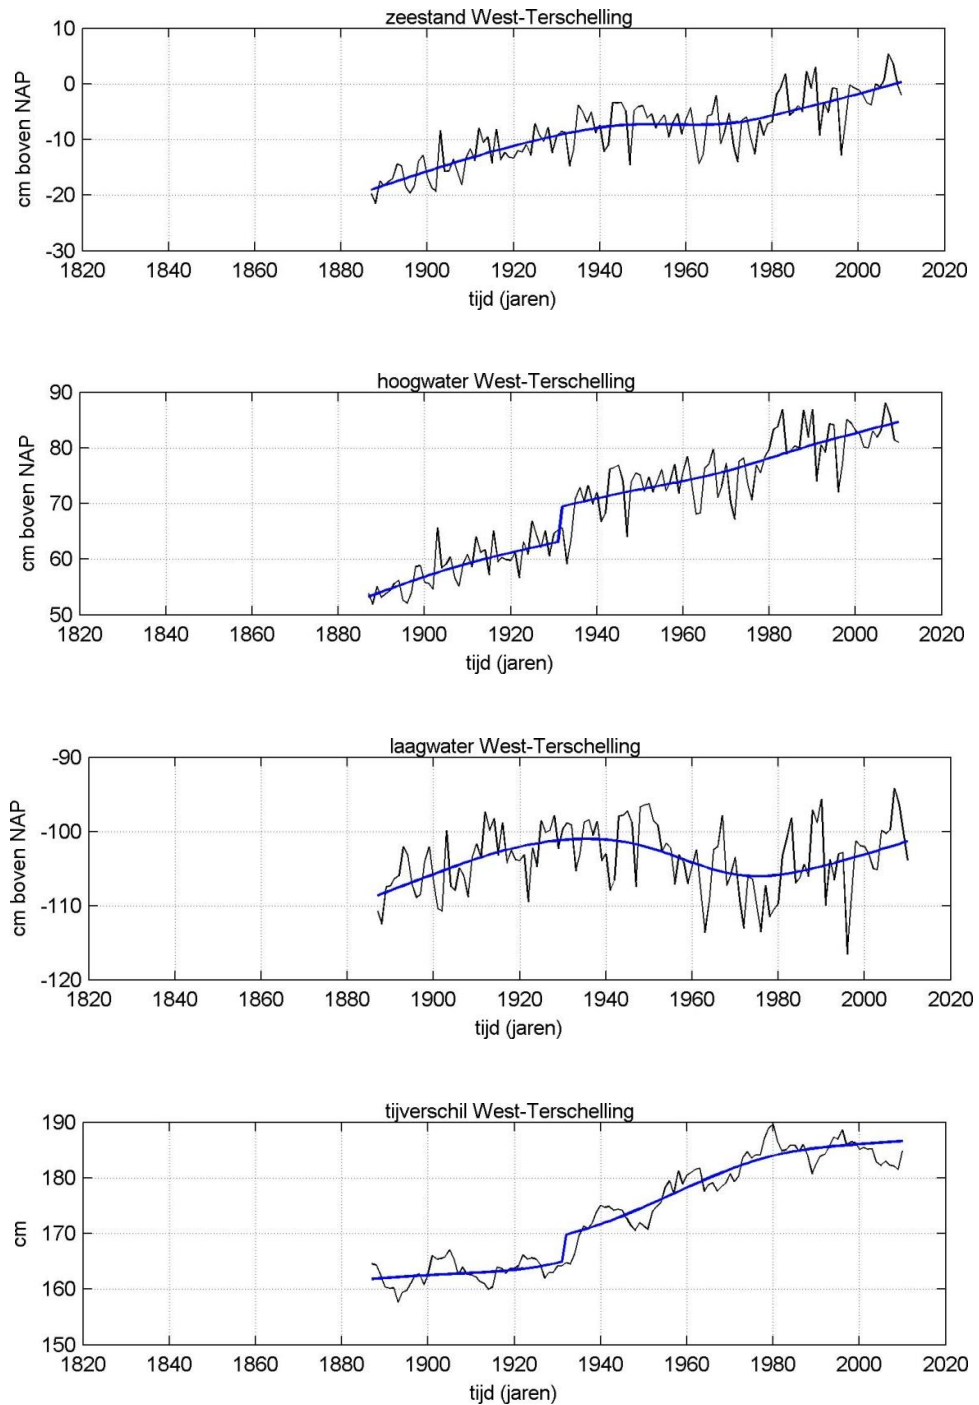 zeestand West-Terschelling
10
0
-10
-20
-30
cm boven NAP
1820 1840 1860 1880 1900 1920 1940 1960 1980 2000 2020
tijd (jaren)
hoogwater West-Terschelling
90
80
70
60
50
cm boven NAP
1820 1840 1860 1880 1900 1920 1940 1960 1980 2000 2020
tijd (jaren)
laagwater West-Terschelling
-90
-100
-110
-120
cm boven NAP
1820 1840 1860 1880 1900 1920 1940 1960 1980 2000 2020
tijd (jaren)
tijverschil West-Terschelling
190
180
170
160
150
cm
1820 1840 1860 1880 1900 1920 1940 1960 1980 2000 2020
tijd (jaren)